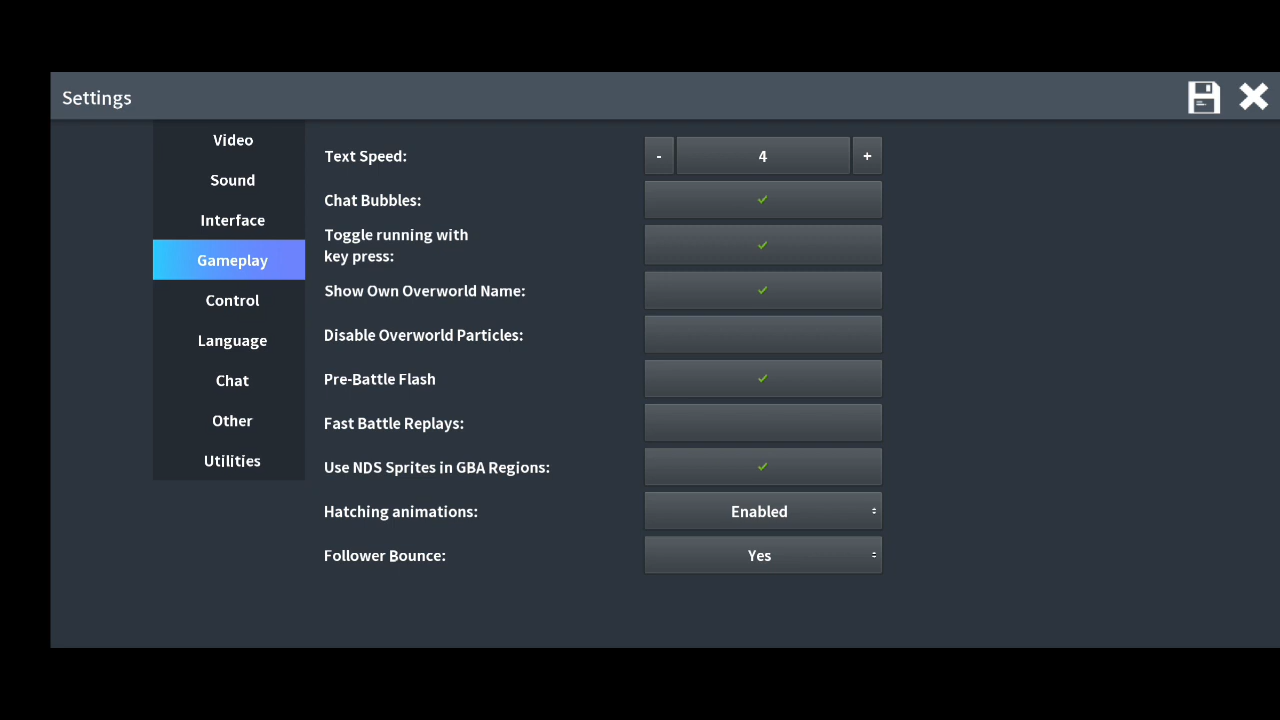 Settings
Video
Sound
Interface
Gameplay
Control
Language
Chat
Other
Utilities
Text Speed:
-
4
+
Chat Bubbles:
Toggle running with
key press:
Show Own Overworld Name:
Disable Overworld Particles:
Pre-Battle Flash
Fast Battle Replays:
Use NDS Sprites in GBA Regions:
Hatching animations:
Enabled
Follower Bounce:
Yes